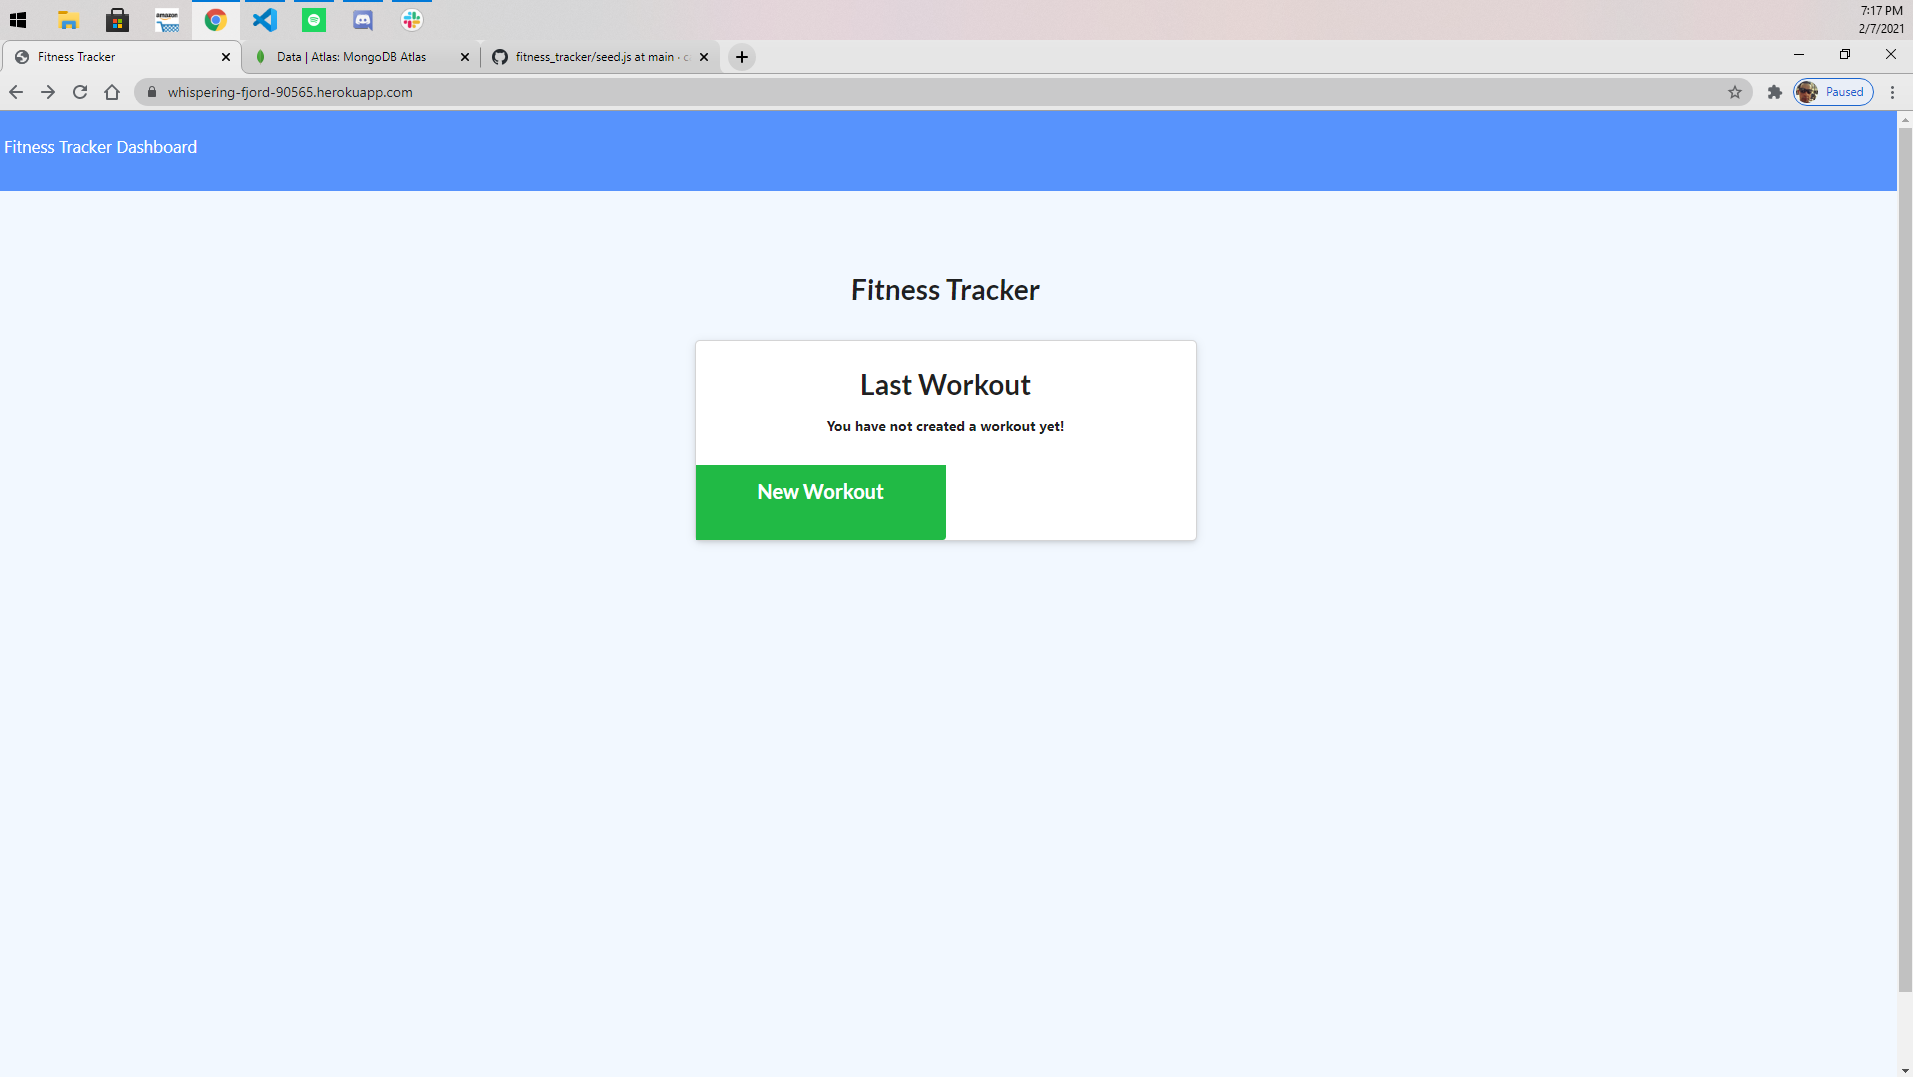 amazon
7:17 PM
2/7/2021
Fitness Tracker
Data | Atlas: MongoDB Atlas
fitness_tracker/seed.js at main · c
whispering-fjord-90565.herokuapp.com
Paused
Fitness Tracker Dashboard
Fitness Tracker
Last Workout
You have not created a workout yet!
New Workout